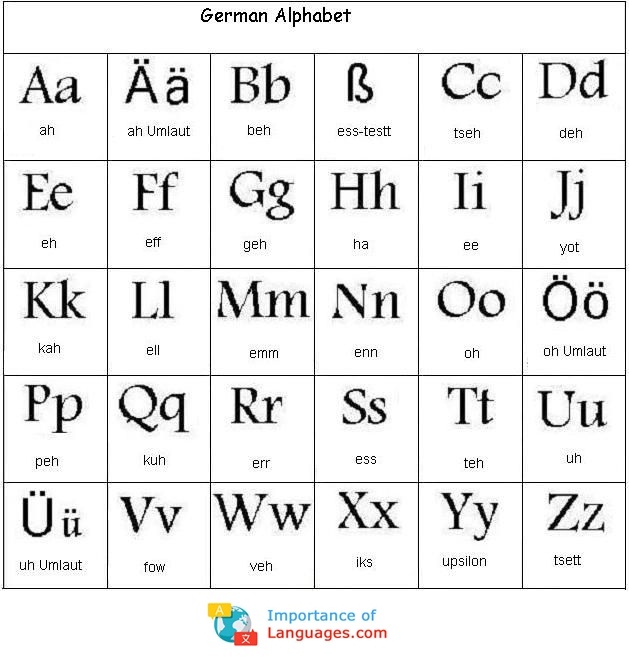 German Alphabet
Aa Ää Bb ß Cc Dd
ah ah Umlaut beh ess-testt tseh deh
Ee Ff Gg Hh Ii Jj
eh eff geh ha ee yot
Kk Ll Mm Nn Oo Öö
kah ell emm enn oh oh Umlaut
Pp Qq Rr Ss Tt Uu
peh kuh err ess teh uh
Üü Vv Ww Xx Yy Zz
uh Umlaut fow veh iks upsilon tsett
A
文
Importance of
Languages.com